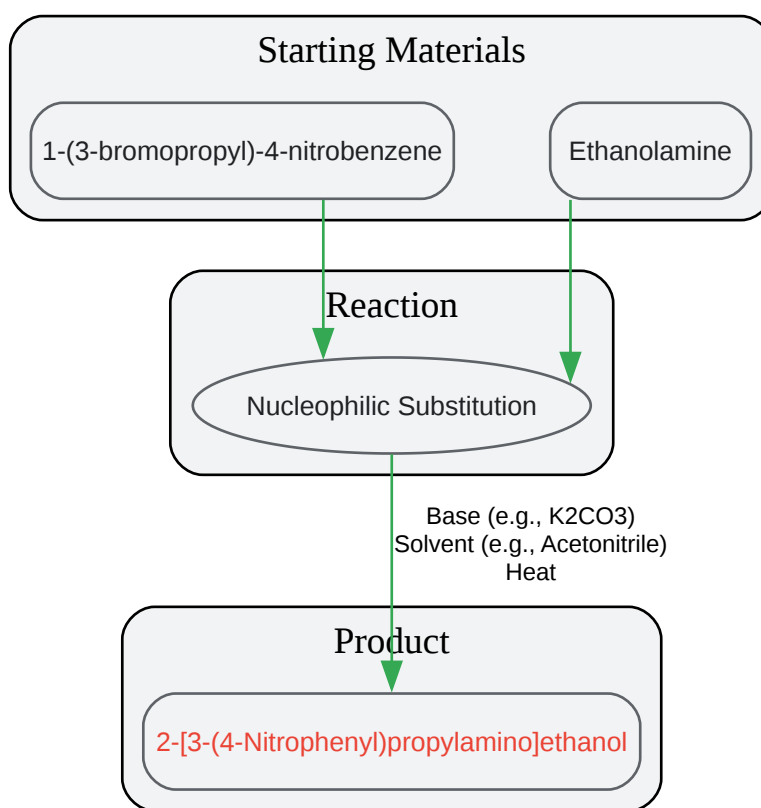 Starting Materials
1-(3-bromopropyl)-4-nitrobenzene
Ethanolamine
Reaction
Nucleophilic Substitution
Base (e.g., K2CO3)
Solvent (e.g., Acetonitrile)
Heat
Product
2-[3-(4-Nitrophenyl)propylamino]ethanol